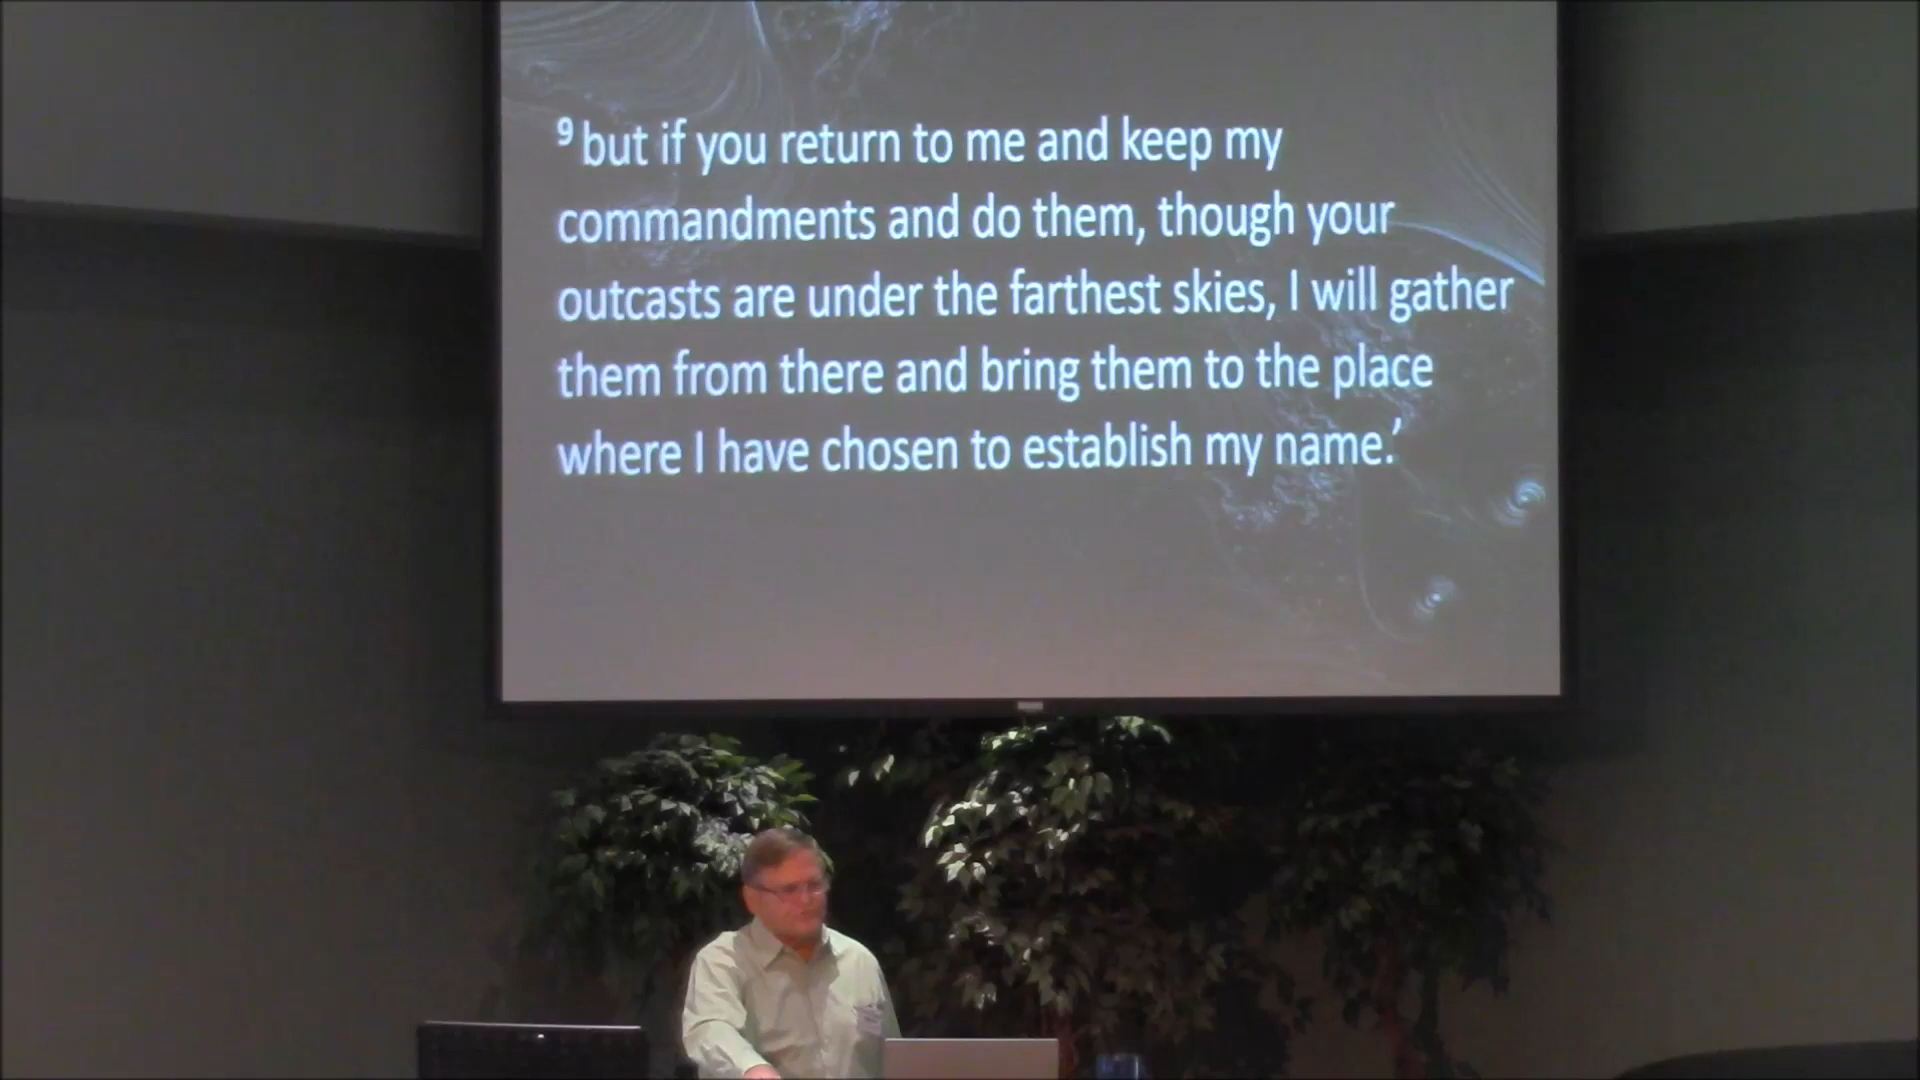 9 but if you return to me and keep my
commandments and do them, though your
outcasts are under the farthest skies, I will gather
them from there and bring them to the place
where I have chosen to establish my name.’